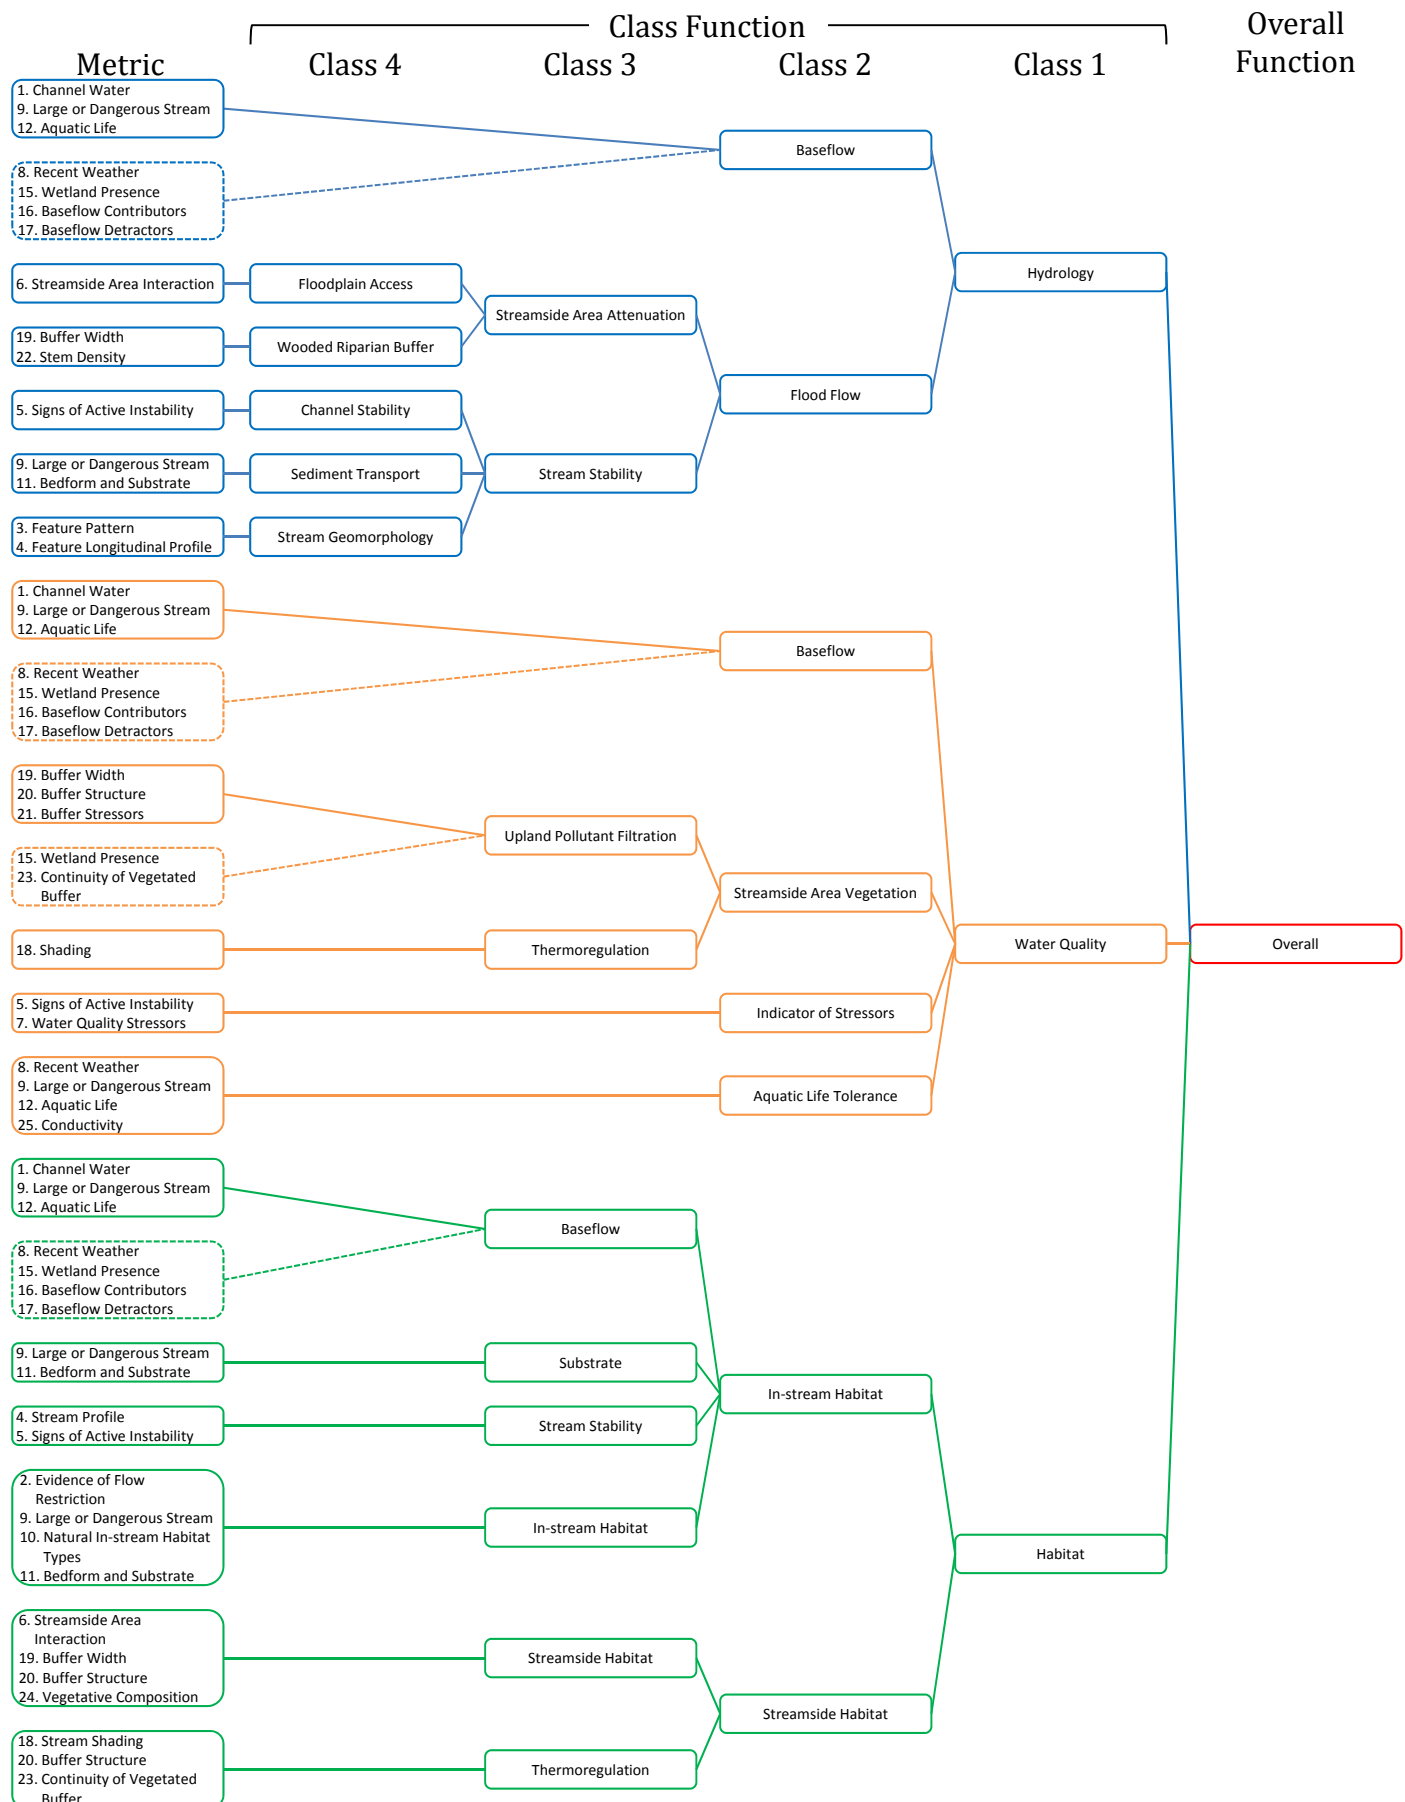 Class Function
Overall
Function
Metric
Class 4
Class 3
Class 2
Class 1
1. Channel Water
9. Large or Dangerous Stream
12. Aquatic Life
Baseflow
8. Recent Weather
15. Wetland Presence
16. Baseflow Contributors
17. Baseflow Detractors
Hydrology
6. Streamside Area Interaction
Floodplain Access
Streamside Area Attenuation
19. Buffer Width
22. Stem Density
Wooded Riparian Buffer
Flood Flow
5. Signs of Active Instability
Channel Stability
9. Large or Dangerous Stream
11. Bedform and Substrate
Sediment Transport
Stream Stability
3. Feature Pattern
4. Feature Longitudinal Profile
Stream Geomorphology
1. Channel Water
9. Large or Dangerous Stream
12. Aquatic Life
Baseflow
8. Recent Weather
15. Wetland Presence
16. Baseflow Contributors
17. Baseflow Detractors
19. Buffer Width
20. Buffer Structure
21. Buffer Stressors
Upland Pollutant Filtration
15. Wetland Presence
23. Continuity of Vegetated
Buffer
Streamside Area Vegetation
18. Shading
Thermoregulation
Water Quality
Overall
5. Signs of Active Instability
7. Water Quality Stressors
Indicator of Stressors
8. Recent Weather
9. Large or Dangerous Stream
12. Aquatic Life
25. Conductivity
Aquatic Life Tolerance
1. Channel Water
9. Large or Dangerous Stream
12. Aquatic Life
Baseflow
8. Recent Weather
15. Wetland Presence
16. Baseflow Contributors
17. Baseflow Detractors
9. Large or Dangerous Stream
11. Bedform and Substrate
Substrate
In-stream Habitat
4. Stream Profile
5. Signs of Active Instability
Stream Stability
2. Evidence of Flow
Restriction
9. Large or Dangerous Stream
10. Natural In-stream Habitat
Types
11. Bedform and Substrate
In-stream Habitat
Habitat
6. Streamside Area
Interaction
19. Buffer Width
20. Buffer Structure
24. Vegetative Composition
Streamside Habitat
Streamside Habitat
18. Stream Shading
20. Buffer Structure
23. Continuity of Vegetated
Buffer
Thermoregulation